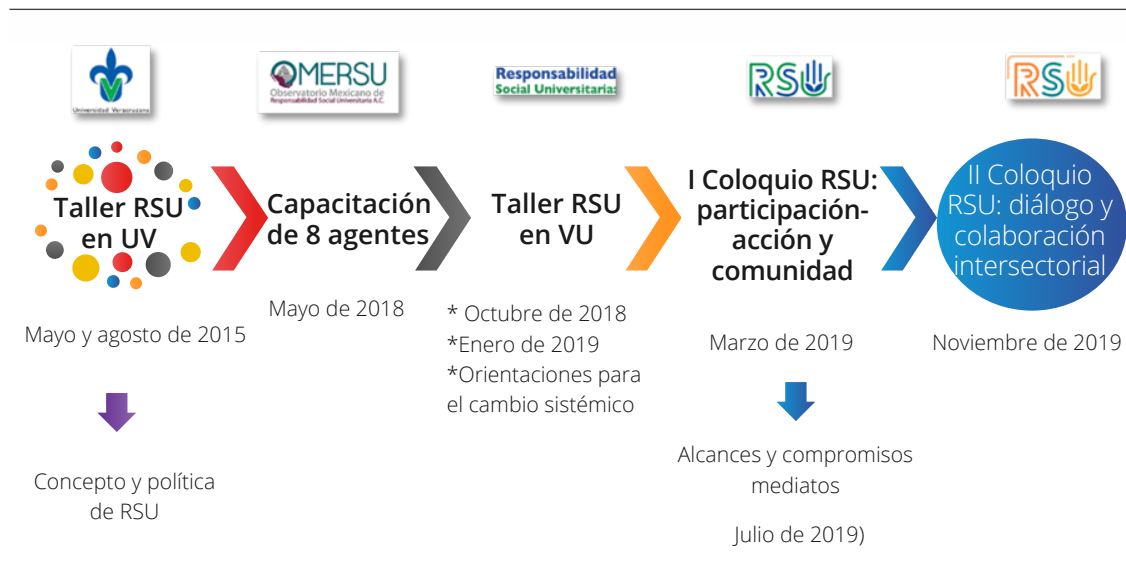 Universidad Veracruzana
OMERSU
Observatorio Mexicano de
Responsabilidad Social Universitaria A.C.
Responsabilidad
Social Universitaria:
RSU
RSU
Taller RSU
en UV
Capacitación
de 8 agentes
Taller RSU
en VU
I Coloquio RSU:
participación-
acción y
comunidad
II Coloquio
RSU: diálogo y
colaboración
intersectorial
Mayo y agosto de 2015
Mayo de 2018
* Octubre de 2018
*Enero de 2019
*Orientaciones para
el cambio sistémico
Marzo de 2019
Noviembre de 2019
Concepto y política
de RSU
Alcances y compromisos
mediatos
Julio de 2019)